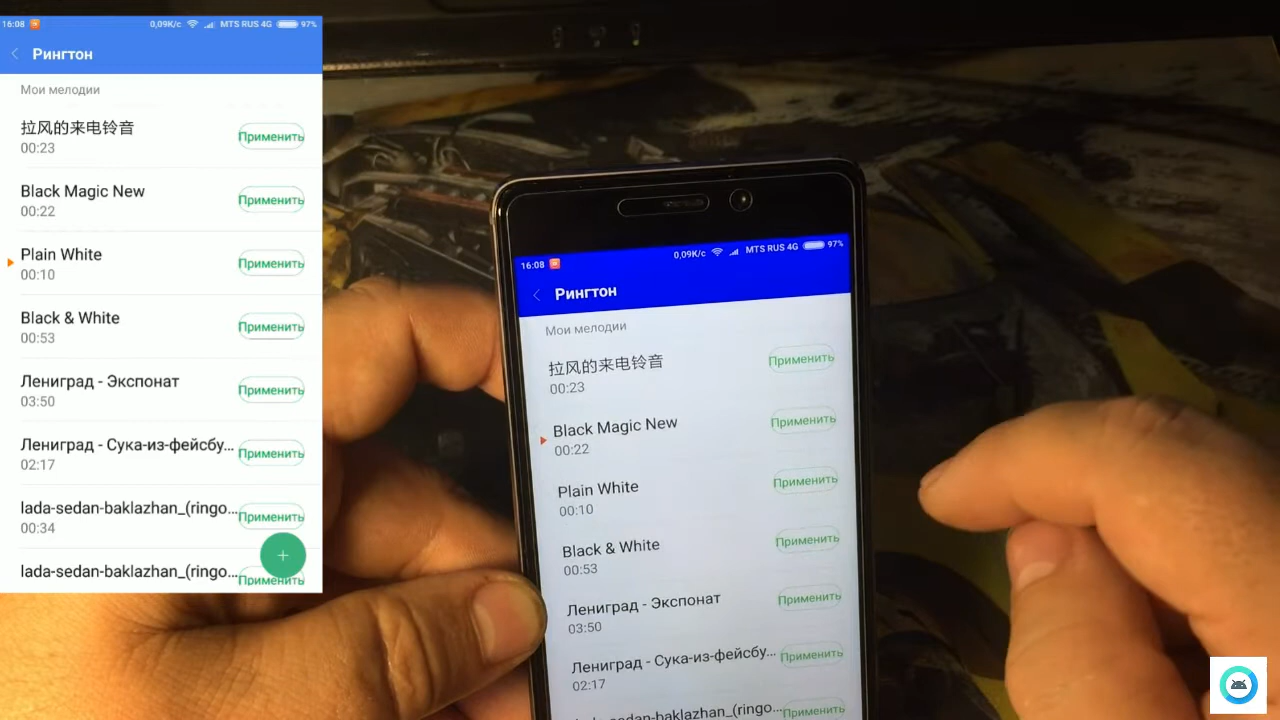 16:08 0,09K/c MTS RUS 4G 97%
Рингтон
Мои мелодии
拉风的来电铃音
00:23
Применить
Black Magic New
00:22
Применить
Plain White
00:10
Применить
Black & White
00:53
Применить
Ленинград - Экспонат
03:50
Применить
Ленинград - Сука-из-фейсбу...
02:17
Применить
lada-sedan-baklazhan_(ringo...
00:34
Применить
lada-sedan-baklazhan_(ringo...
Применить
16:08 0,09K/c MTS RUS 4G 97%
Рингтон
Мои мелодии
拉风的来电铃音
00:23
Применить
Black Magic New
00:22
Применить
Plain White
00:10
Применить
Black & White
00:53
Применить
Ленинград - Экспонат
03:50
Применить
Ленинград - Сука-из-фейсбу...
02:17
Применить
lada-sedan-baklazhan_(ringo...
Применить